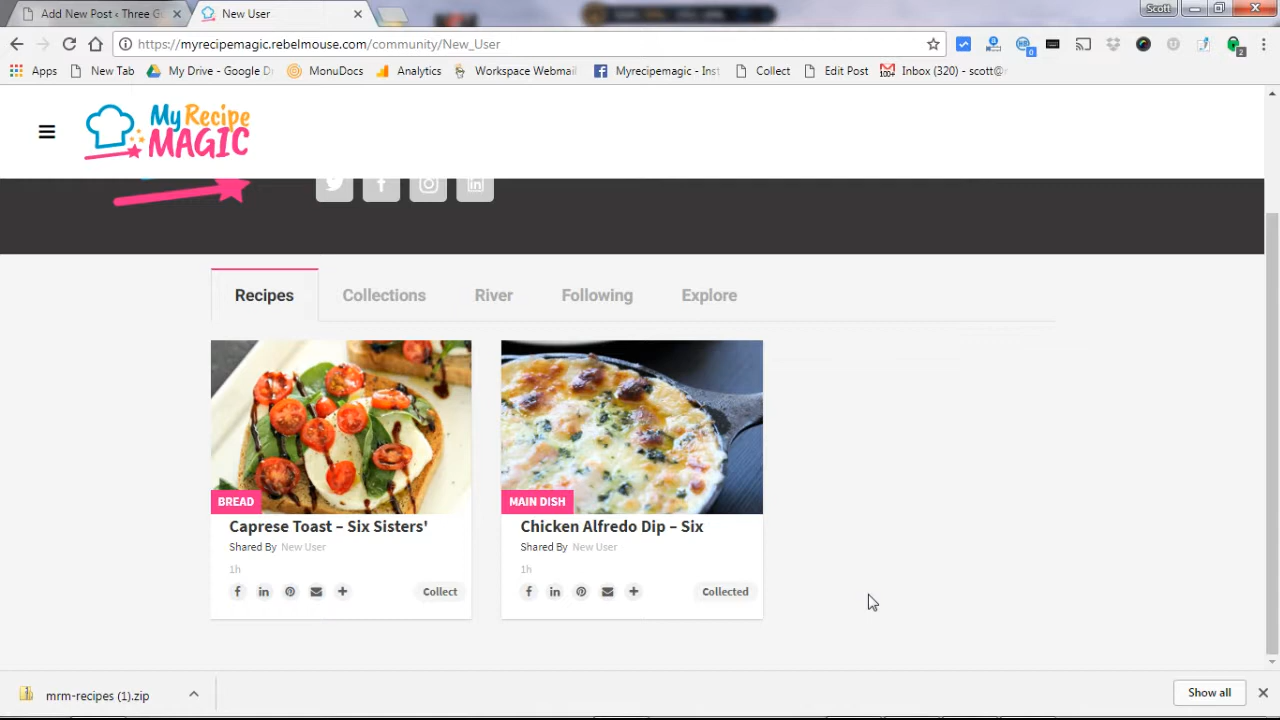 Add New Post ‹ Three G
New User
Scott
https://myrecipemagic.rebelmouse.com/community/New_User
Apps
New Tab
My Drive - Google Dr
MonuDocs
Analytics
Workspace Webmail
Myrecipemagic - Inst
Collect
Edit Post
Inbox (320) - scott@r
My Recipe
MAGIC
Recipes
Collections
River
Following
Explore
BREAD
Caprese Toast – Six Sisters'
Shared By New User
1h
Collect
MAIN DISH
Chicken Alfredo Dip – Six
Shared By New User
1h
Collected
mrm-recipes (1).zip
Show all